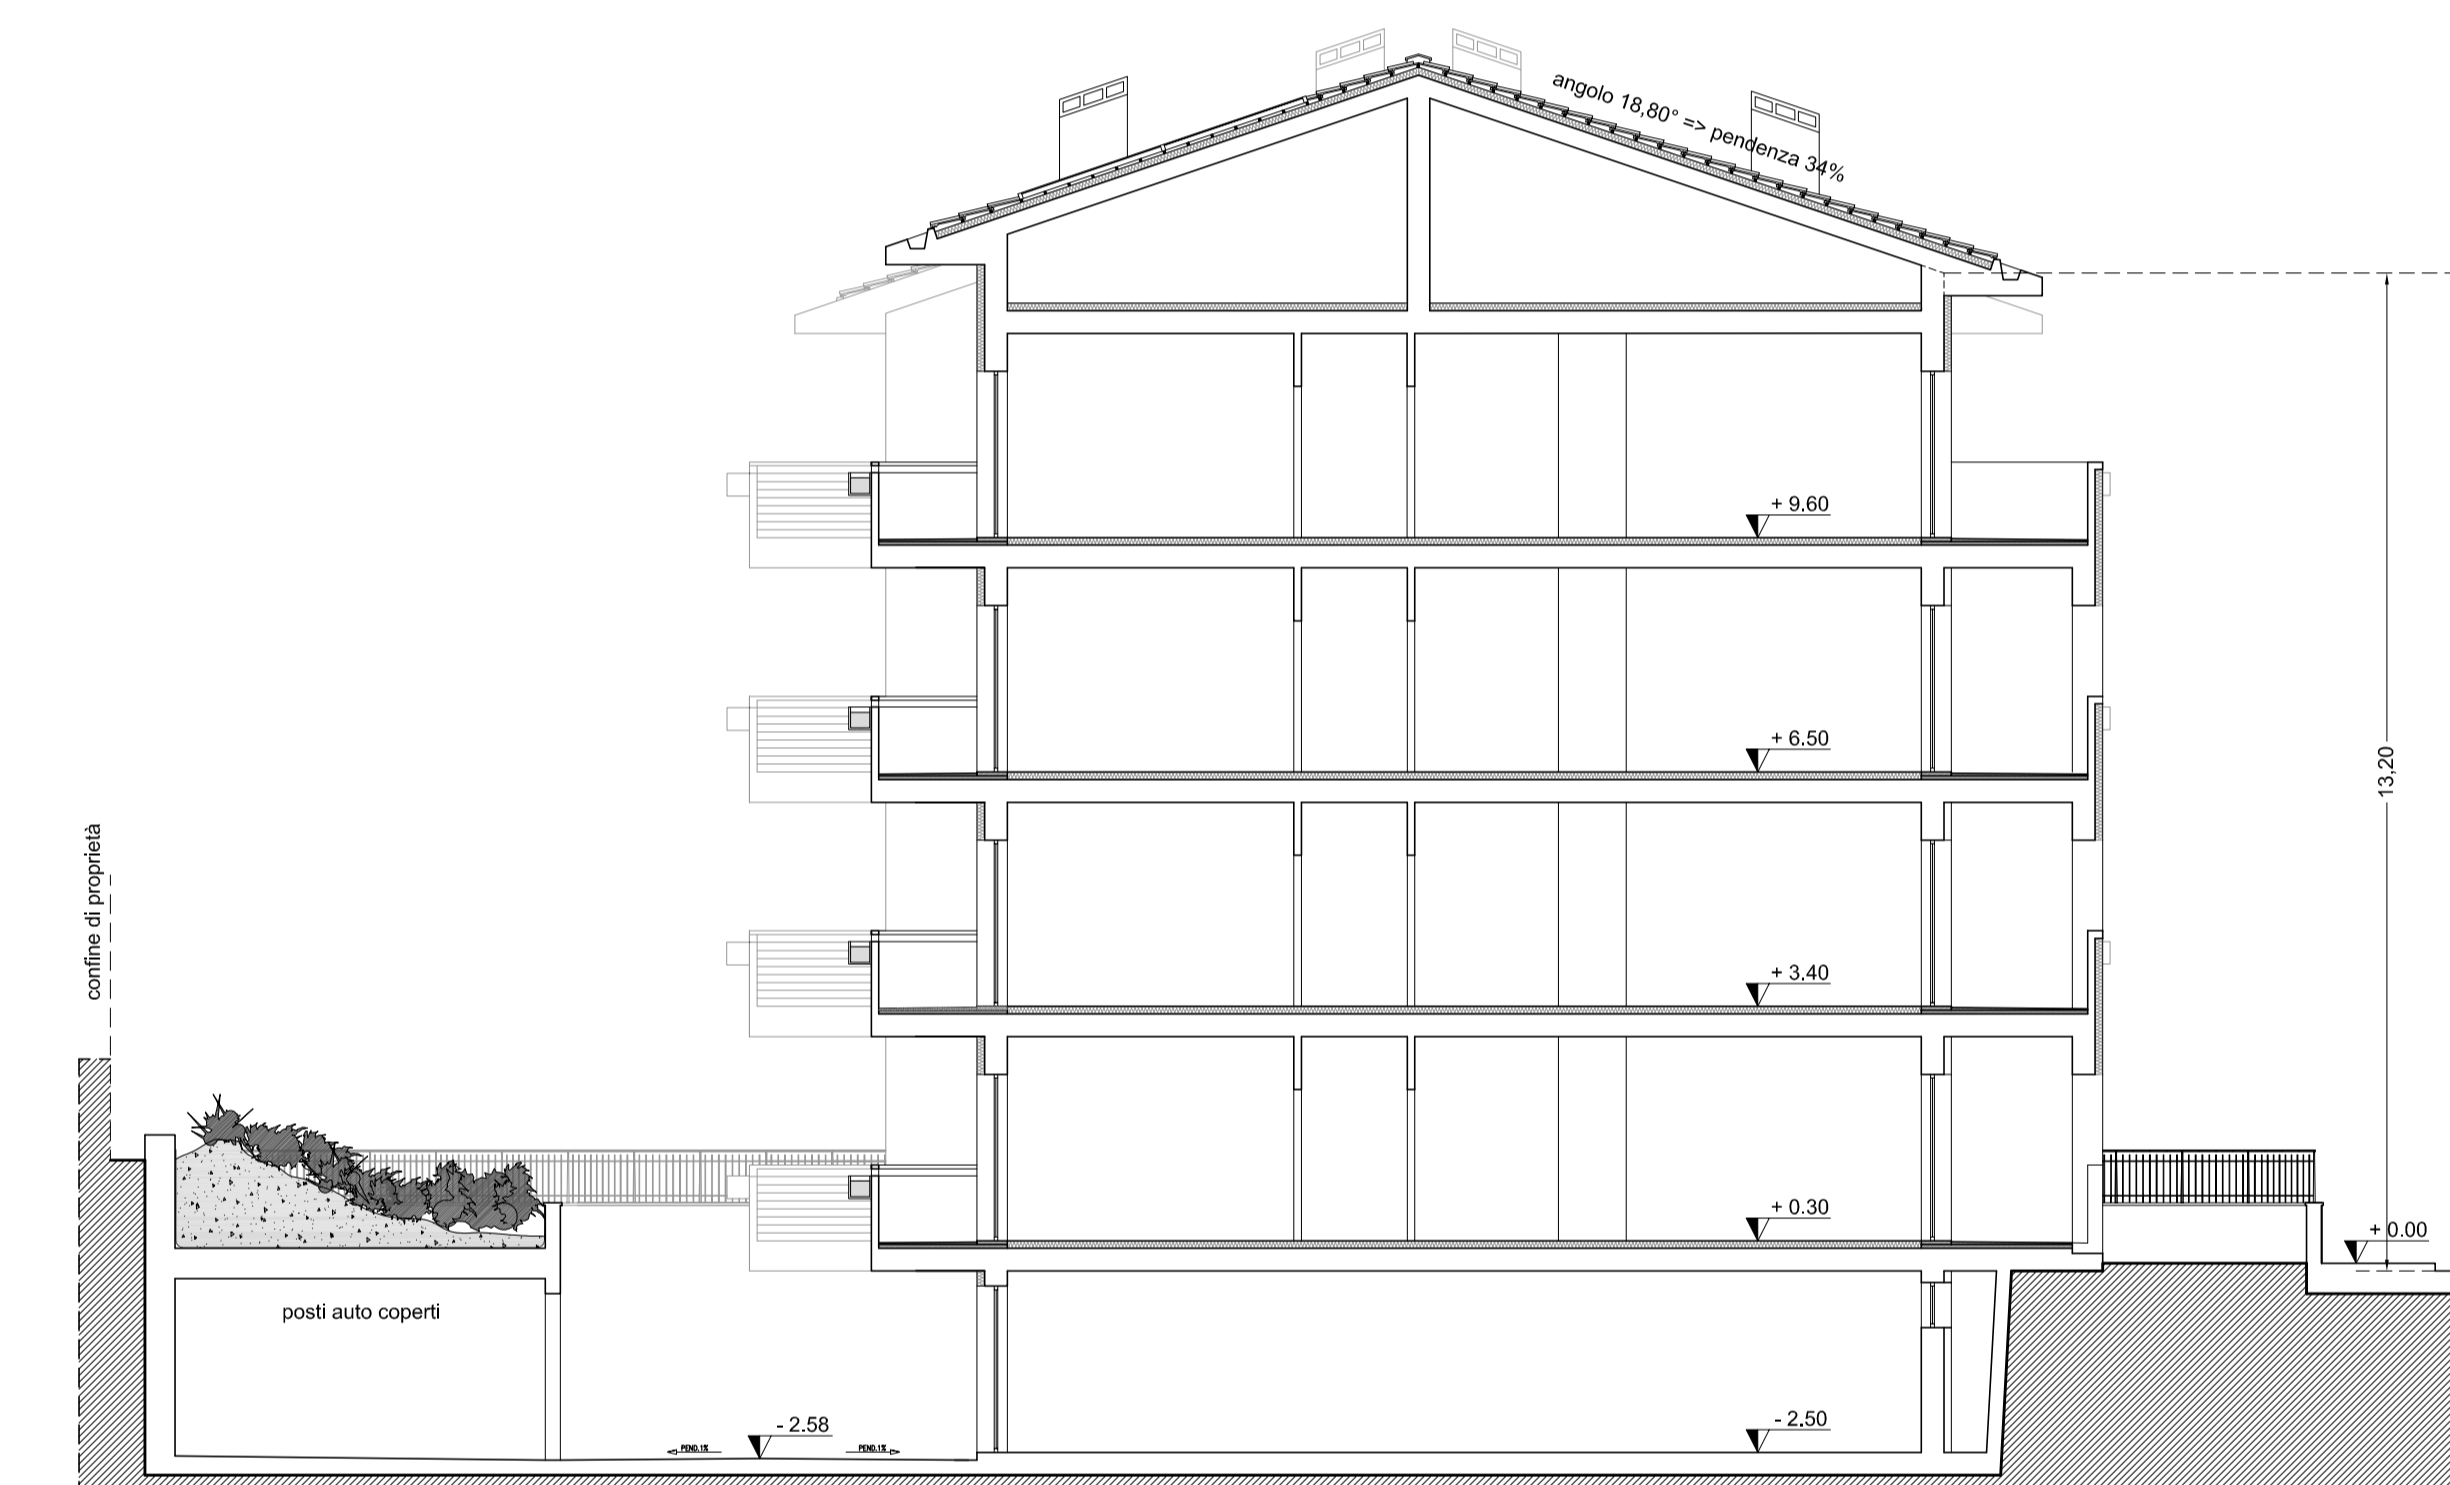 angolo 18,80° => pendenza 34%
+ 9.60
+ 6.50
13,20
confine di proprietà
+ 3.40
+ 0.30
+ 0.00
posti auto coperti
- 2.58
- 2.50
PEND.1%
PEND.1%